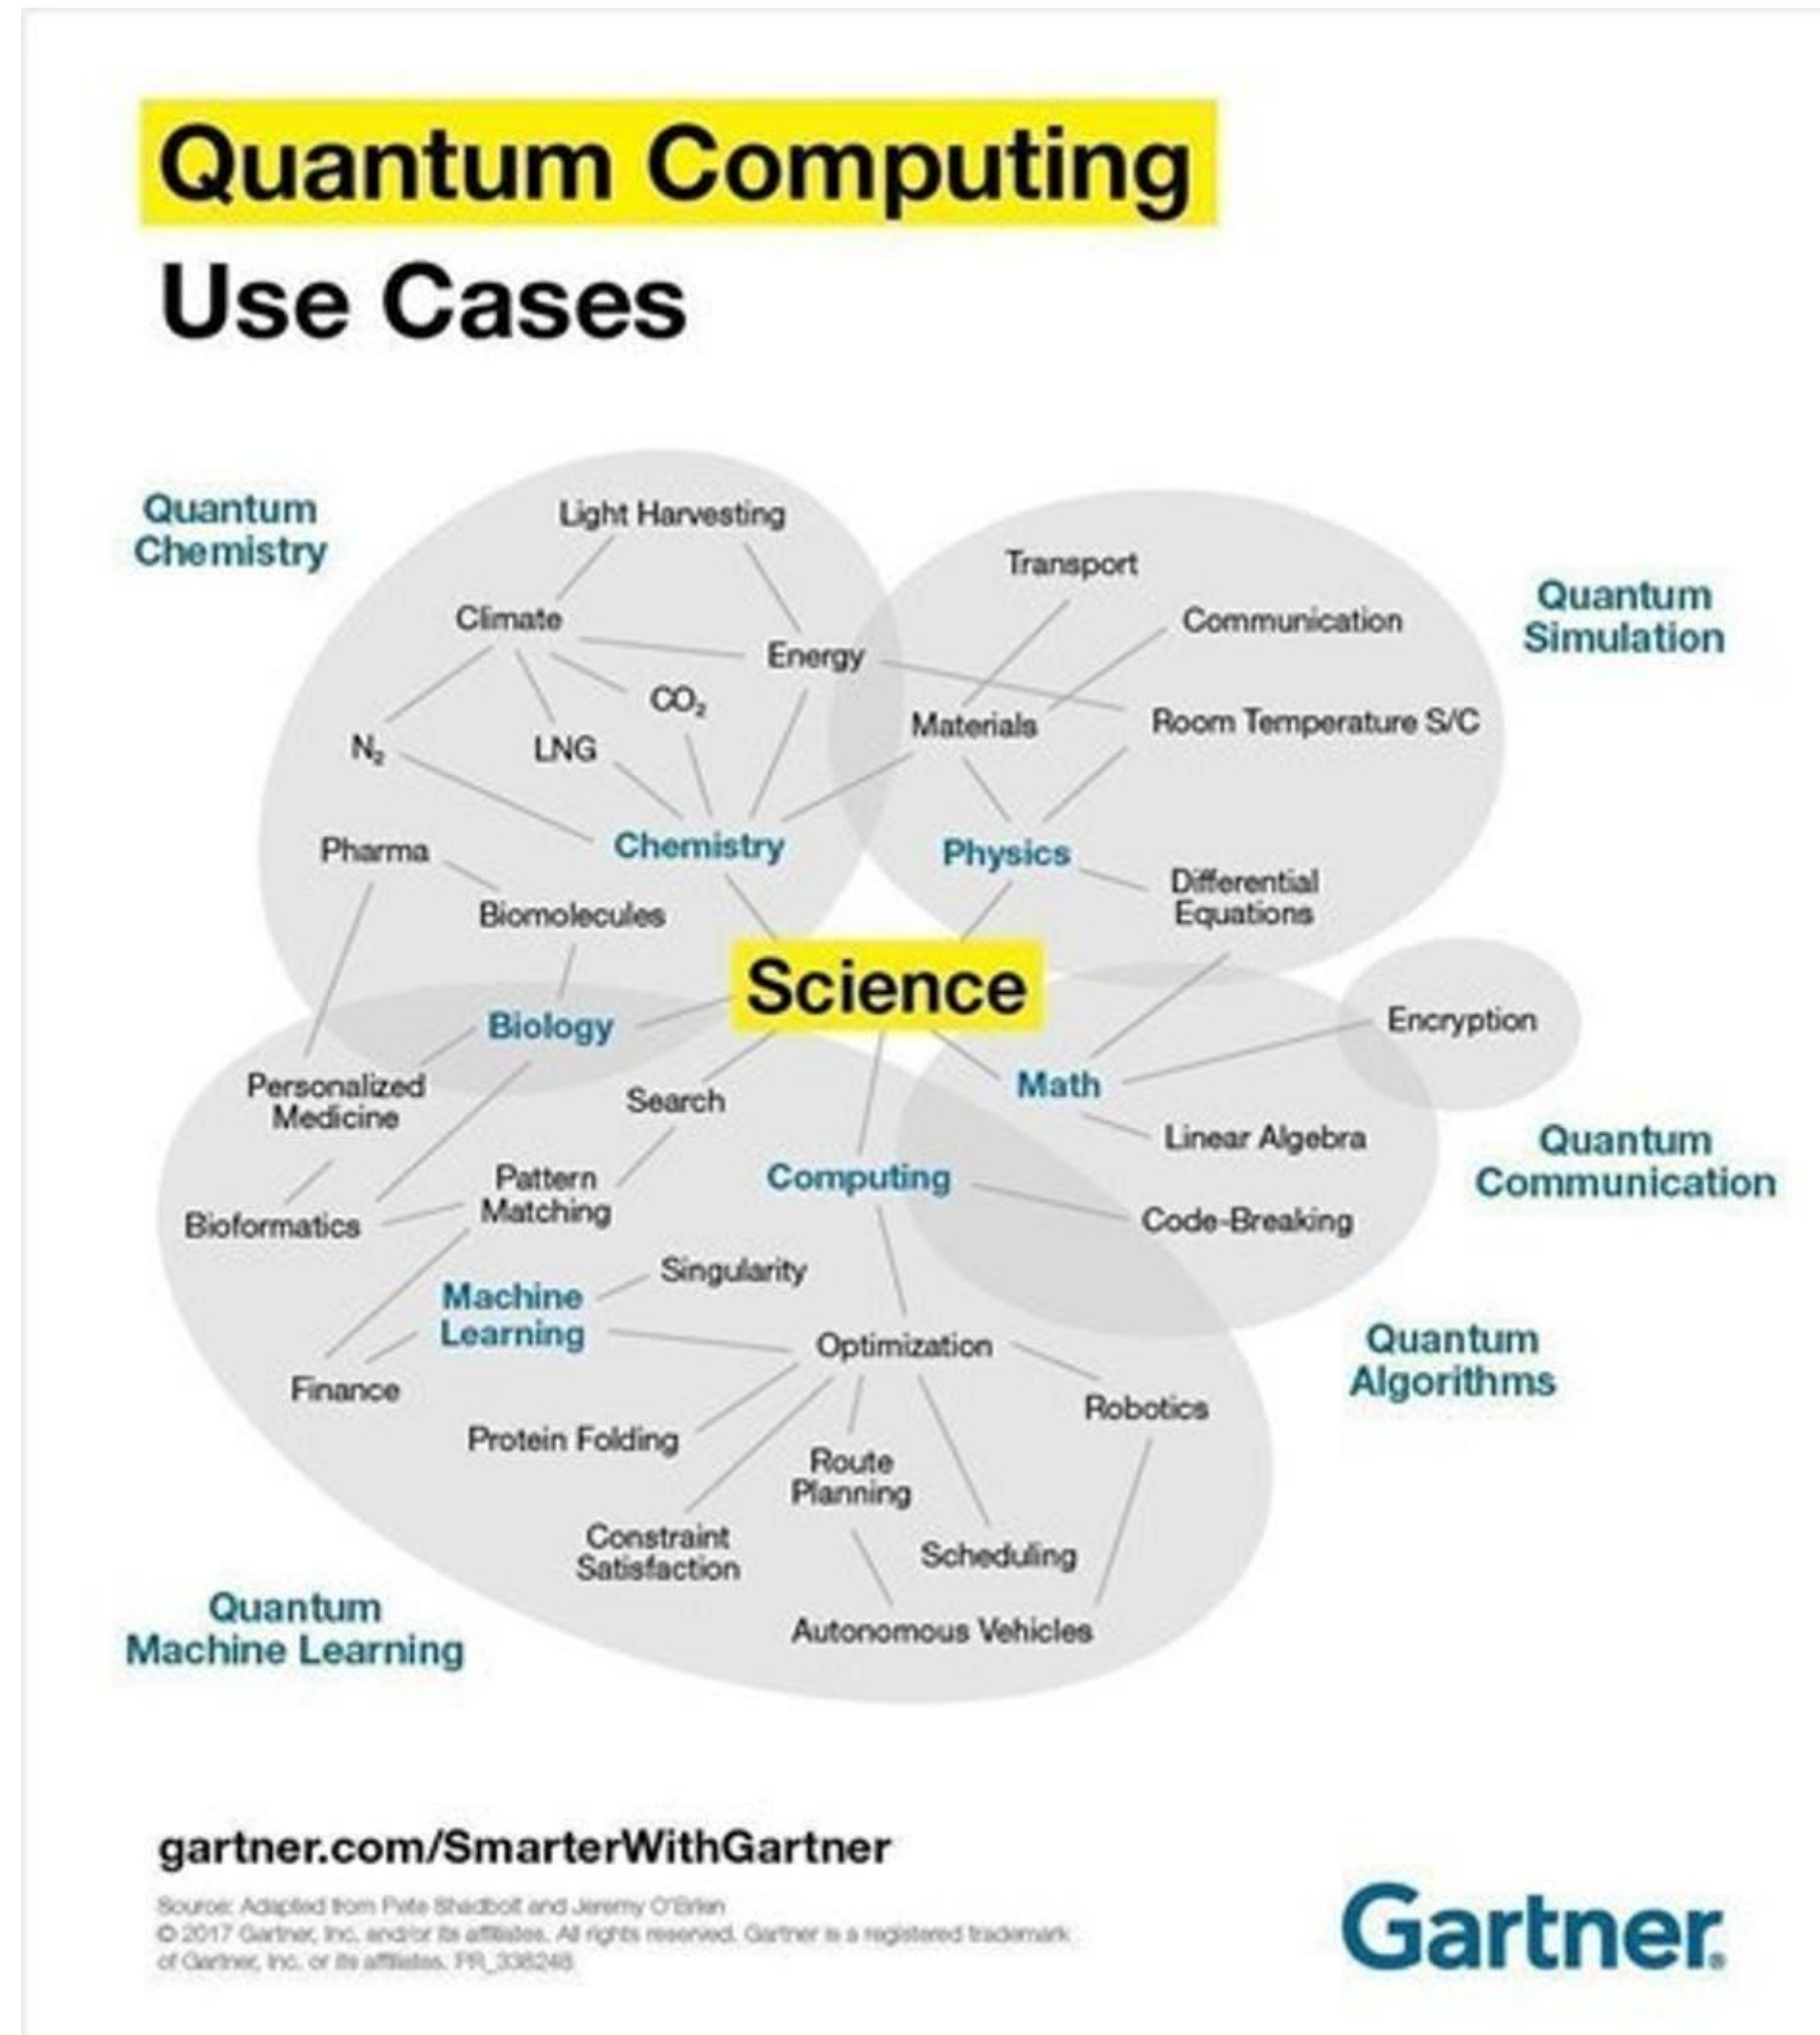 Quantum Computing
Use Cases
Quantum
Chemistry
Light Harvesting
Transport
Climate
Communication
Quantum
Simulation
Energy
CO₂
Materials
Room Temperature S/C
N₂
LNG
Pharma
Chemistry
Physics
Differential
Equations
Biomolecules
Science
Biology
Encryption
Personalized
Medicine
Search
Math
Linear Algebra
Quantum
Communication
Pattern
Matching
Computing
Bioformatics
Code-Breaking
Singularity
Machine
Learning
Optimization
Quantum
Algorithms
Finance
Robotics
Protein Folding
Route
Planning
Constraint
Satisfaction
Scheduling
Quantum
Machine Learning
Autonomous Vehicles
gartner.com/SmarterWithGartner
Source: Adapted from Pete Shadbolt and Jeremy O'Brien
© 2017 Gartner, Inc. and/or its affiliates. All rights reserved. Gartner is a registered trademark
of Gartner, Inc. or its affiliates. PR_338248
Gartner®